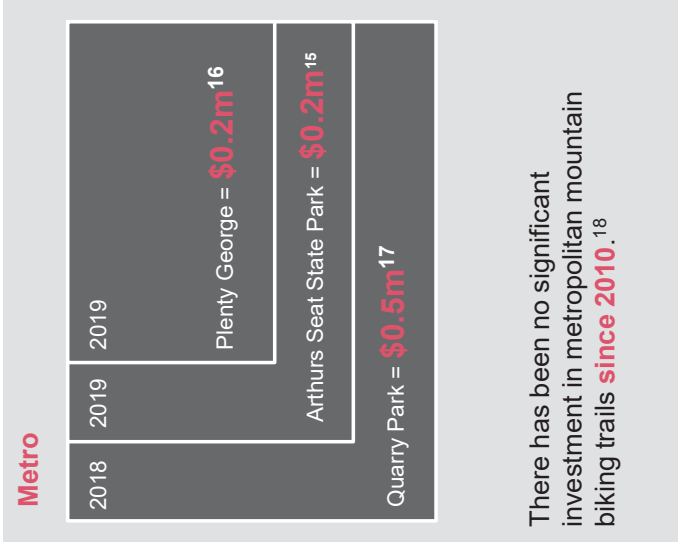 Metro
2019
Plenty George = $0.2m16
2019
Arthurs Seat State Park = $0.2m15
2018
Quarry Park = $0.5m17
There has been no significant
investment in metropolitan mountain
biking trails since 2010.18